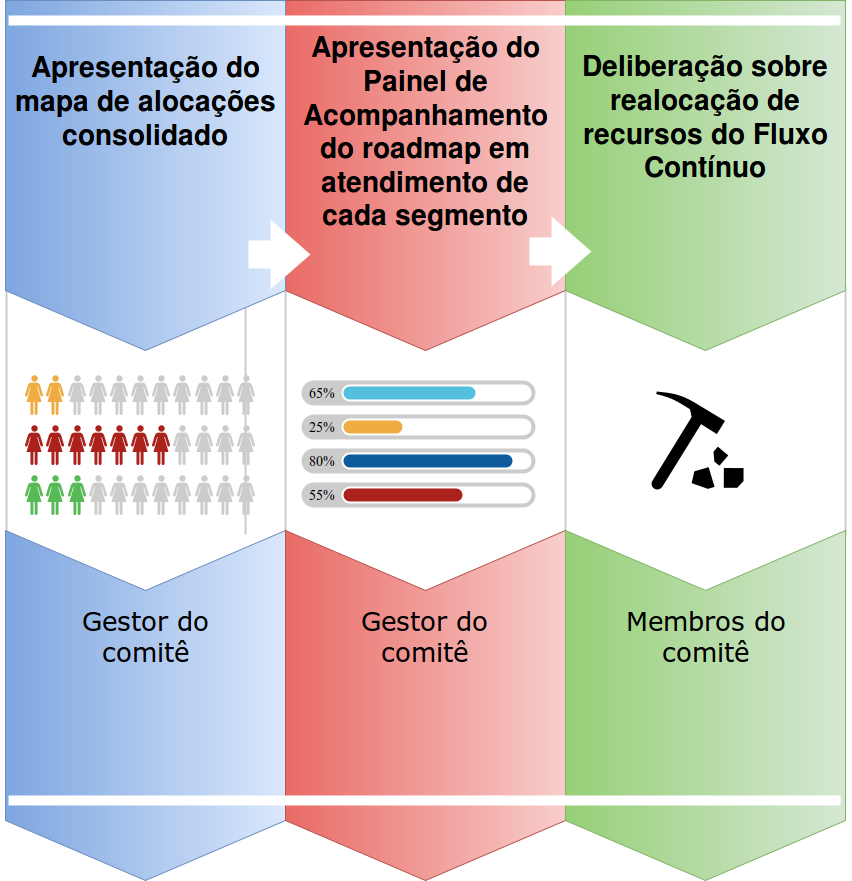 Apresentação do
mapa de alocações
consolidado
Apresentação do
Painel de
Acompanhamento
do roadmap em
atendimento de
cada segmento
Deliberação sobre
realocação de
recursos do Fluxo
Contínuo
65%
25%
80%
55%
Gestor do
comitê
Gestor do
comitê
Membros do
comitê